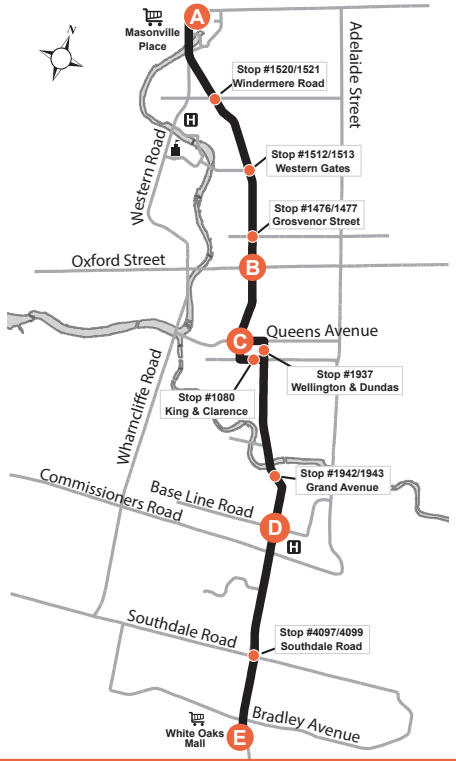 A
Masonville
Place
N
Adelaide Street
Stop #1520/1521
Windermere Road
H
Western Road
Stop #1512/1513
Western Gates
Stop #1476/1477
Grosvenor Street
Oxford Street
B
C
Queens Avenue
Stop #1937
Wellington & Dundas
Stop #1080
King & Clarence
Wharncliffe Road
Stop #1942/1943
Grand Avenue
Commissioners Road
Base Line Road
D
H
Southdale Road
Stop #4097/4099
Southdale Road
Bradley Avenue
White Oaks
Mall
E